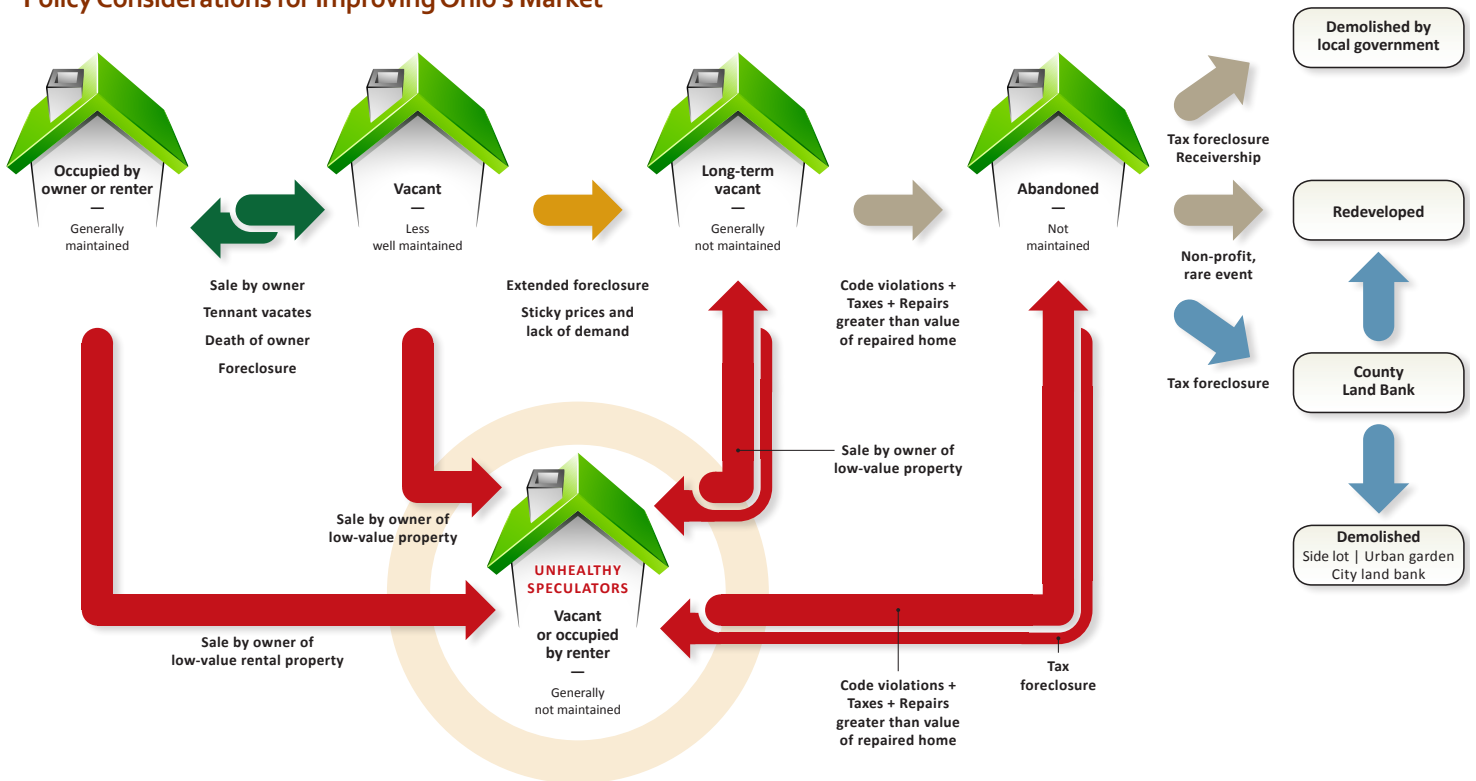 Policy Considerations for Improving Ohio's Market
Demolished by
local government
Occupied by
owner or renter
—
Generally
maintained
Vacant
—
Less
well maintained
Long-term
vacant
—
Generally
not maintained
Abandoned
—
Not
maintained
Tax foreclosure
Receivership
Redeveloped
Non-profit,
rare event
Sale by owner
Tennant vacates
Death of owner
Foreclosure
Extended foreclosure
Sticky prices and
lack of demand
Code violations +
Taxes + Repairs
greater than value
of repaired home
Tax foreclosure
County
Land Bank
Sale by owner of
low-value property
Sale by owner of
low-value property
Demolished
Side lot | Urban garden
City land bank
UNHEALTHY
SPECULATORS
Vacant
or occupied
by renter
—
Generally
not maintained
Sale by owner of
low-value rental property
Code violations +
Taxes + Repairs
greater than value
of repaired home
Tax
foreclosure